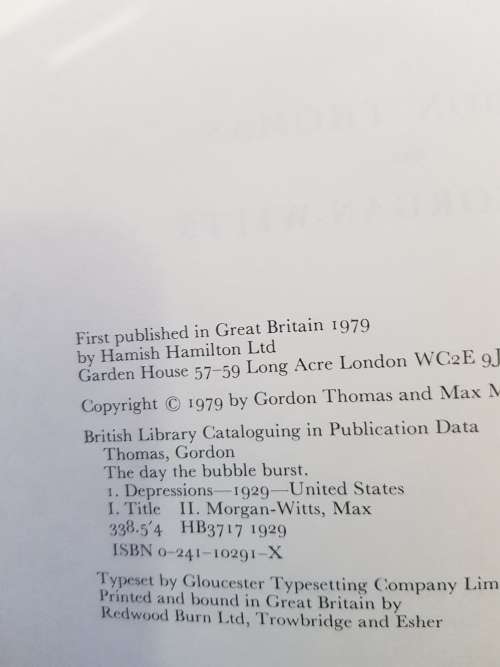 First published in Great Britain 1979
by Hamish Hamilton Ltd
Garden House 57–59 Long Acre London WC2E 9J
Copyright © 1979 by Gordon Thomas and Max M
British Library Cataloguing in Publication Data
Thomas, Gordon
The day the bubble burst.
1. Depressions—1929—United States
I. Title II. Morgan-Witts, Max
338.5′4 HB3717 1929
ISBN 0–241–10291–X
Typeset by Gloucester Typesetting Company Lim
Printed and bound in Great Britain by
Redwood Burn Ltd, Trowbridge and Esher